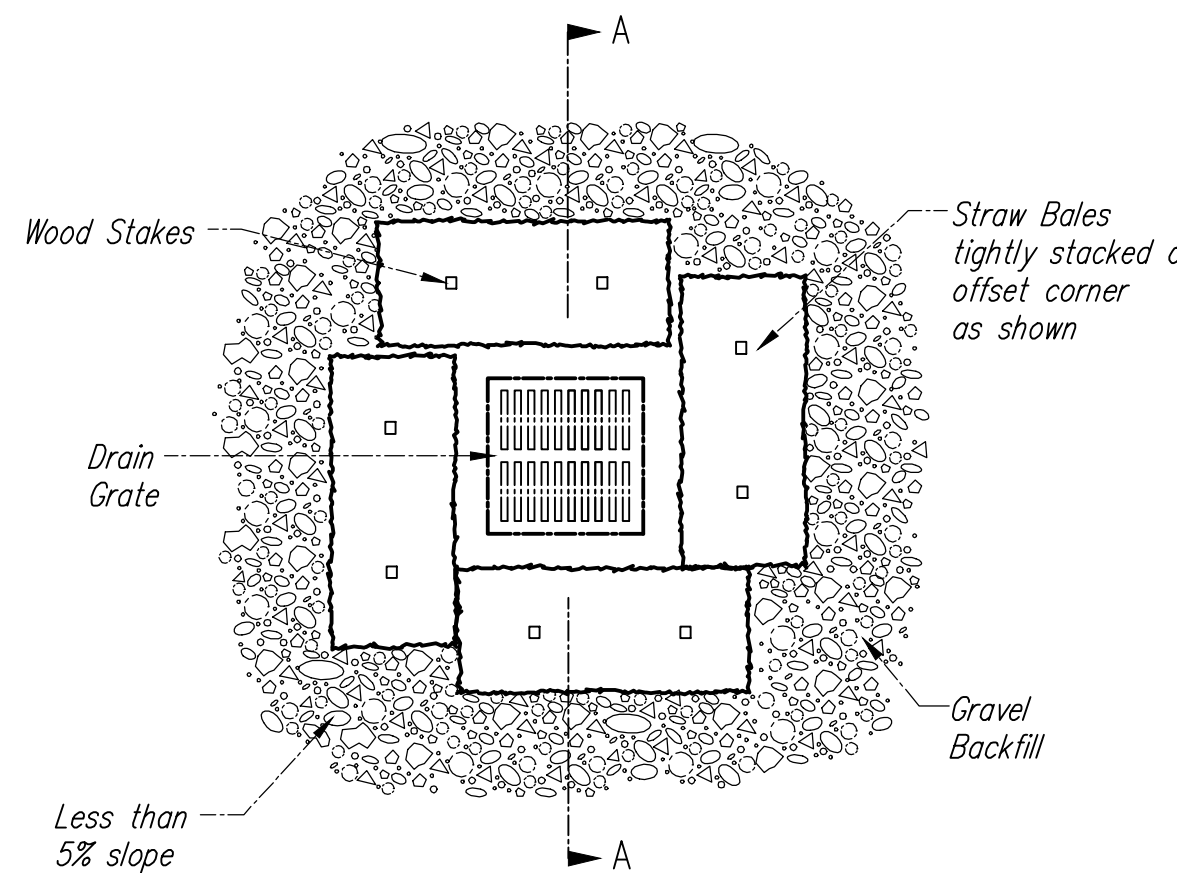 A
Wood Stakes
Straw Bales
tightly stacked
offset corner
as shown
Drain
Grate
Gravel
Backfill
Less than
5% slope
A